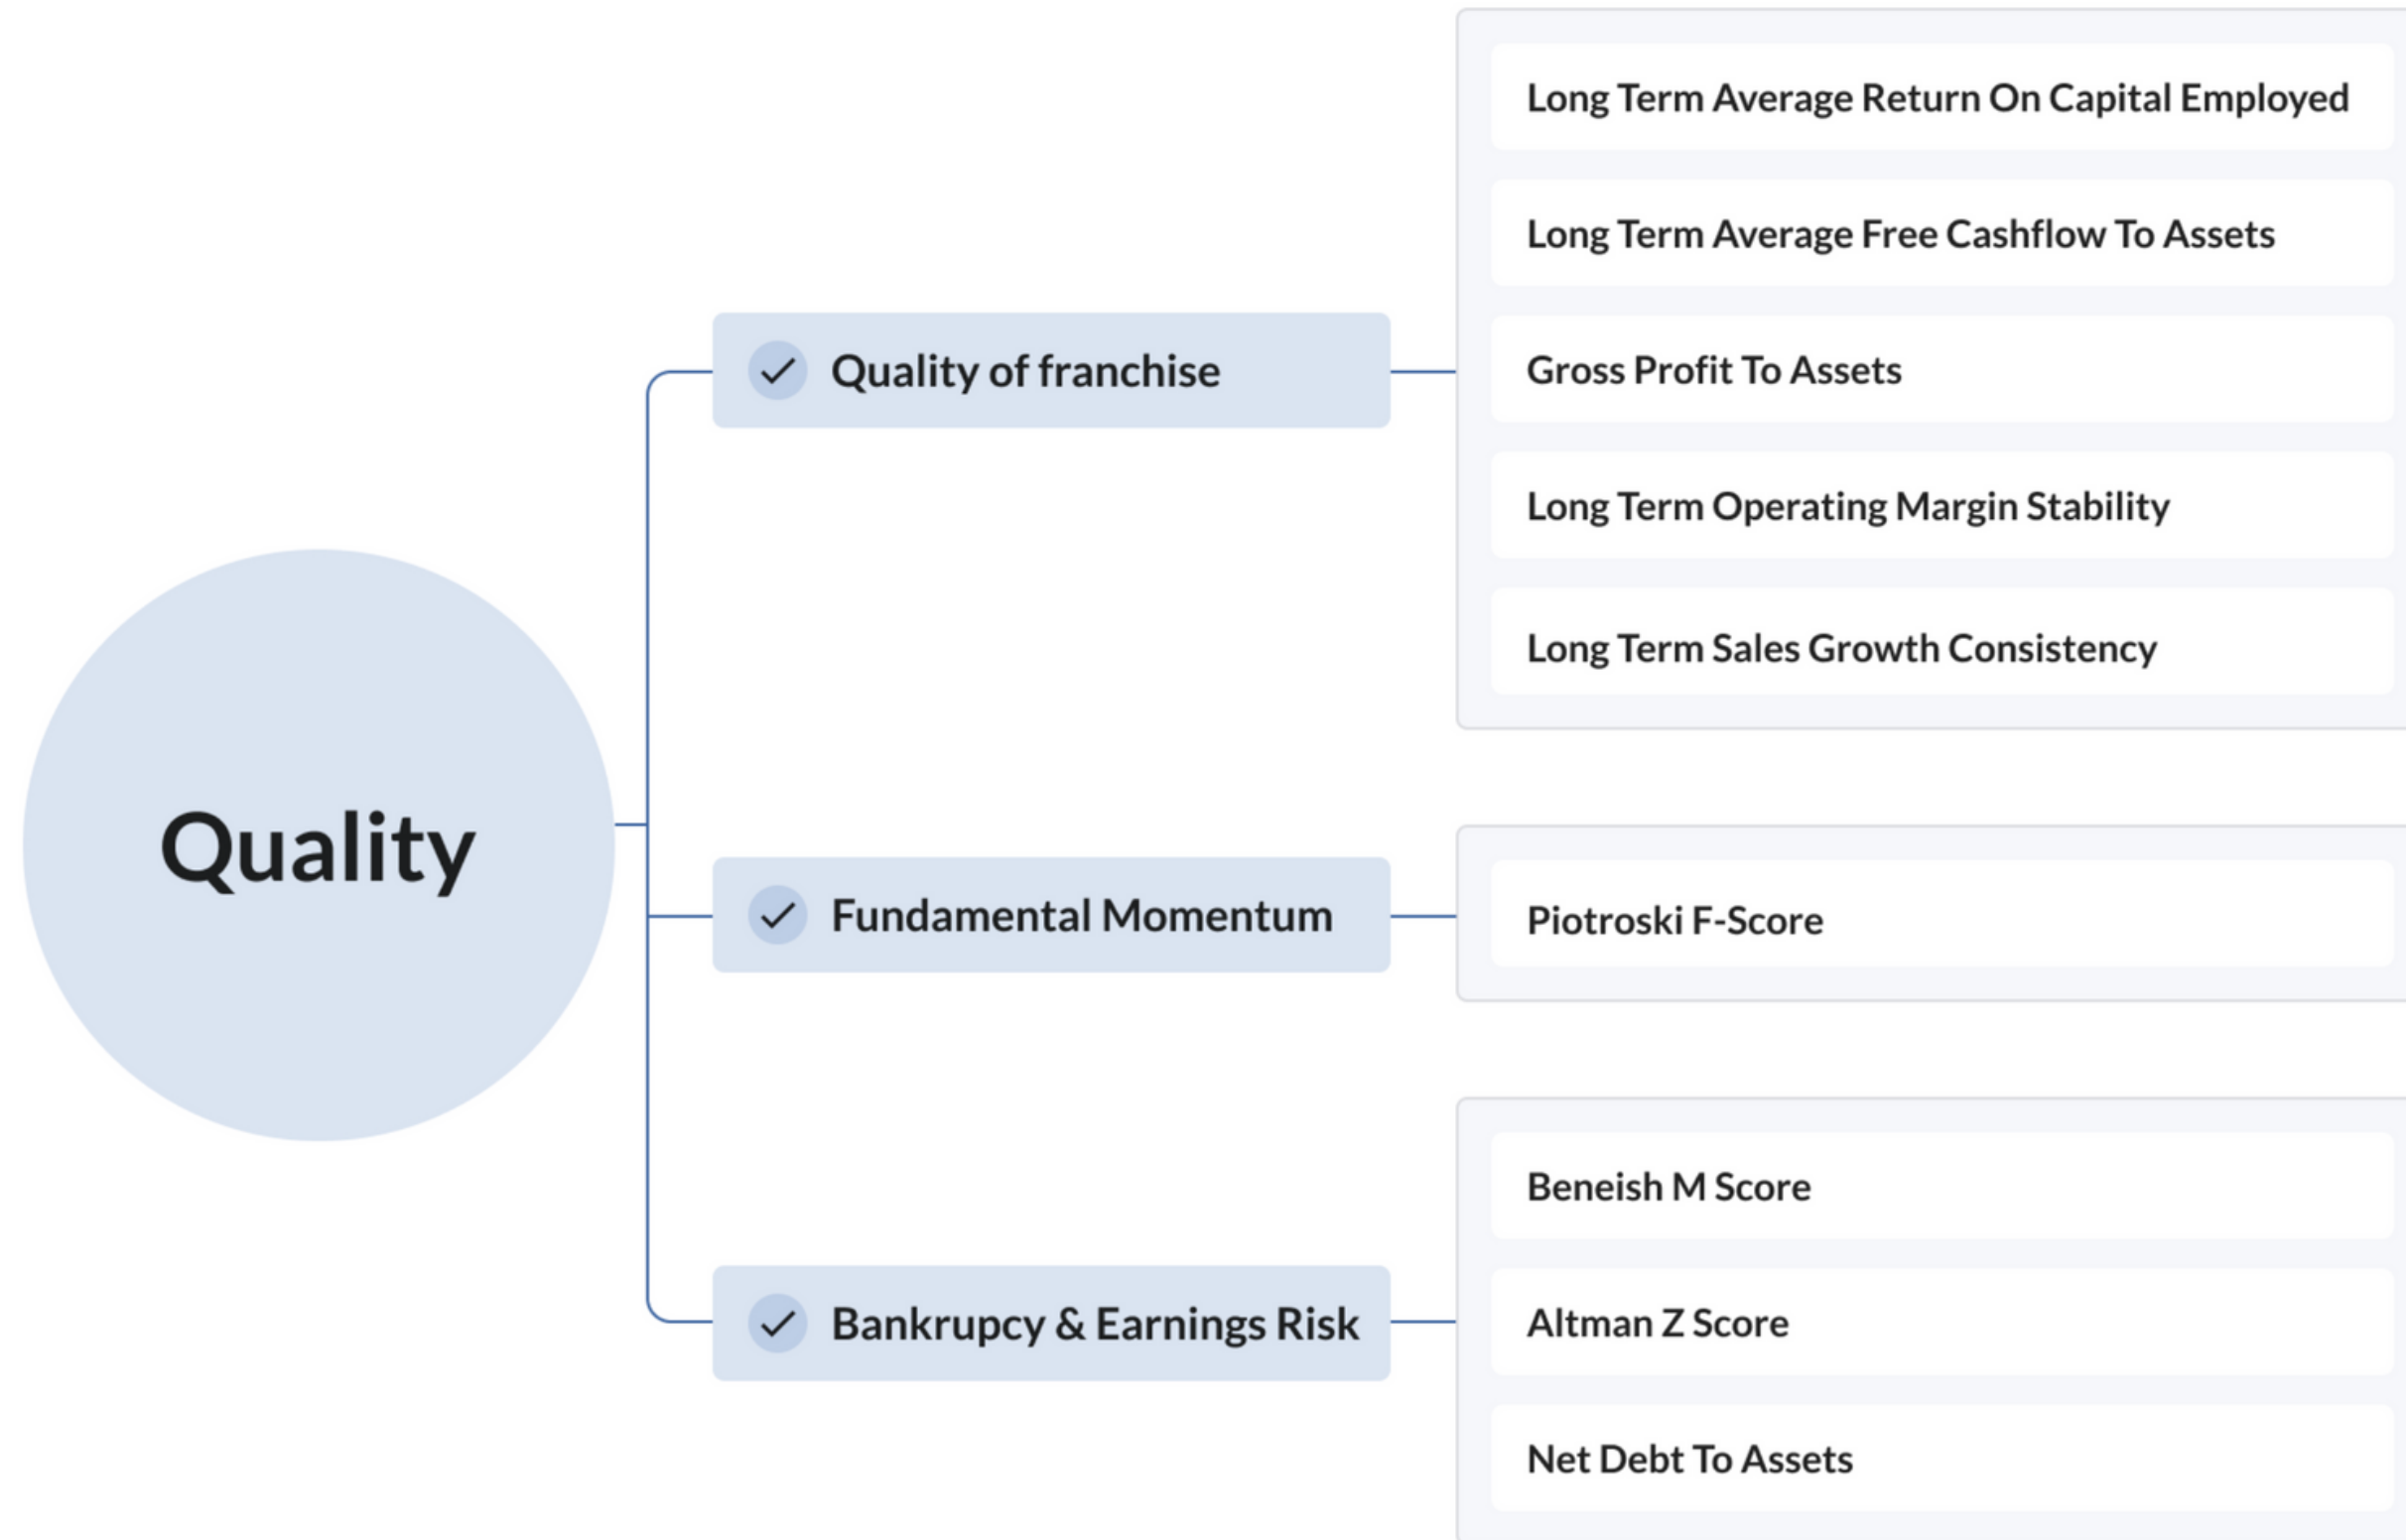 Quality
Quality of franchise
Long Term Average Return On Capital Employed
Long Term Average Free Cashflow To Assets
Gross Profit To Assets
Long Term Operating Margin Stability
Long Term Sales Growth Consistency
Fundamental Momentum
Piotroski F-Score
Bankrupcy & Earnings Risk
Beneish M Score
Altman Z Score
Net Debt To Assets